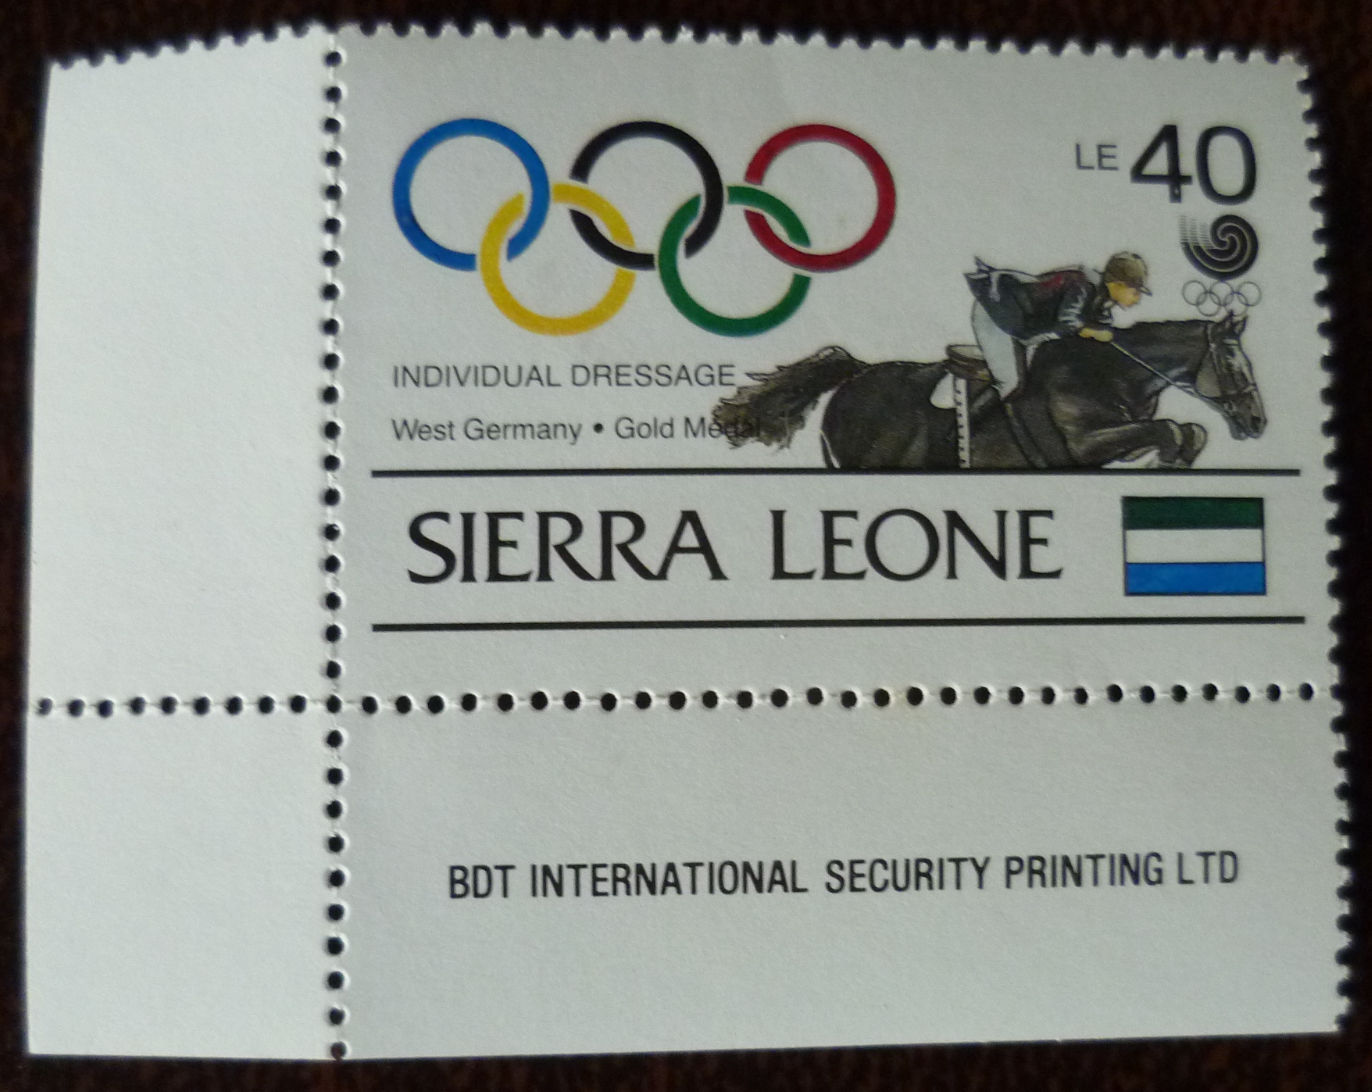 LE 40
INDIVIDUAL DRESSAGE
West Germany • Gold Medal
SIERRA LEONE
BDT INTERNATIONAL SECURITY PRINTING LTD